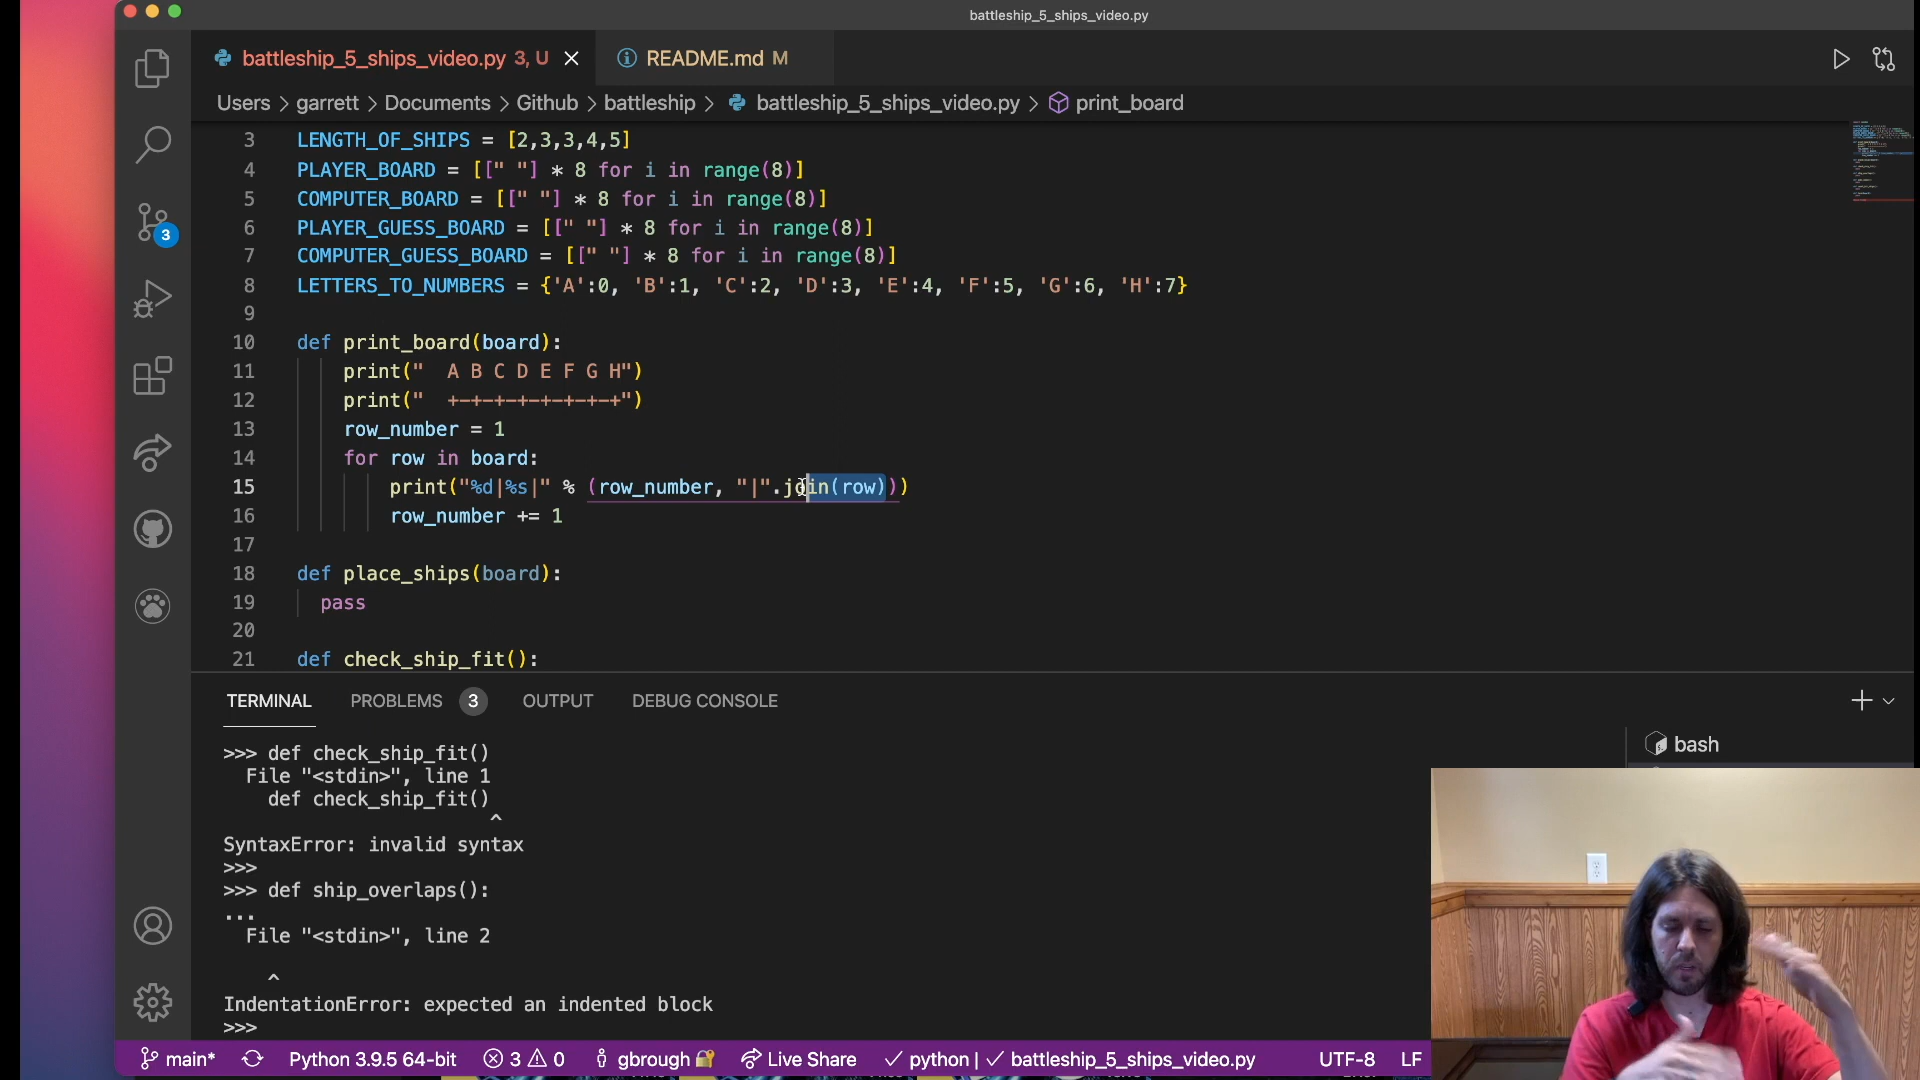 battleship_5_ships_video.py
battleship_5_ships_video.py 3, U
README.md M
Users > garrett > Documents > Github > battleship > battleship_5_ships_video.py > print_board
3 LENGTH_OF_SHIPS = [2,3,3,4,5]
4 PLAYER_BOARD = [[" "] * 8 for i in range(8)]
5 COMPUTER_BOARD = [[" "] * 8 for i in range(8)]
6 PLAYER_GUESS_BOARD = [[" "] * 8 for i in range(8)]
7 COMPUTER_GUESS_BOARD = [[" "] * 8 for i in range(8)]
8 LETTERS_TO_NUMBERS = {'A':0, 'B':1, 'C':2, 'D':3, 'E':4, 'F':5, 'G':6, 'H':7}
9
10 def print_board(board):
11 print("  A B C D E F G H")
12 print("  +-+-+-+-+-+-+-+")
13 row_number = 1
14 for row in board:
15 print("%d|%s|" % (row_number, "|".join(row)))
16 row_number += 1
17
18 def place_ships(board):
19 pass
20
21 def check_ship_fit():
3
TERMINAL PROBLEMS 3 OUTPUT DEBUG CONSOLE
>>> def check_ship_fit()
File "<stdin>", line 1
def check_ship_fit()
^
SyntaxError: invalid syntax
>>>
>>> def ship_overlaps():
...
File "<stdin>", line 2
^
IndentationError: expected an indented block
>>>
bash
main* Python 3.9.5 64-bit 3 0 gbrough Live Share python | battleship_5_ships_video.py UTF-8 LF